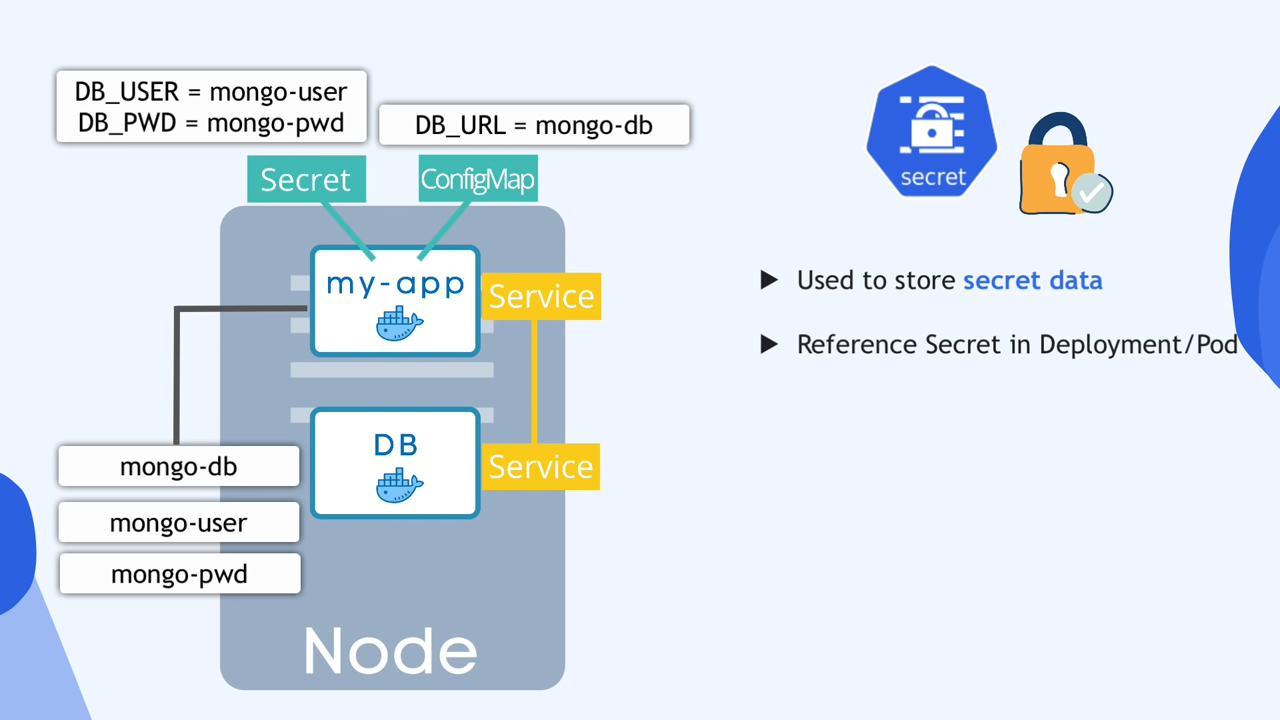 DB_USER = mongo-user
DB_PWD = mongo-pwd
DB_URL = mongo-db
Secret
ConfigMap
my-app
Service
DB
Service
mongo-db
mongo-user
mongo-pwd
Node
secret
Used to store secret data
Reference Secret in Deployment/Pod